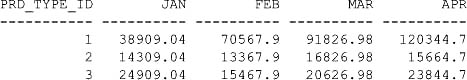 PRD_TYPE_ID JAN FEB MAR APR
----------- ---------- ---------- ---------- ----------
1 38909.04 70567.9 91826.98 120344.7
2 14309.04 13367.9 16826.98 15664.7
3 24909.04 15467.9 20626.98 23844.7